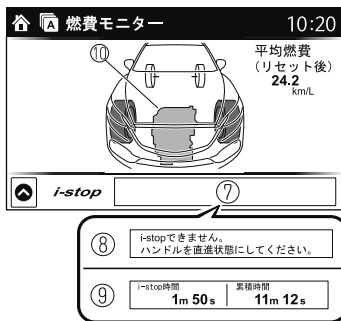 A 燃費モニター 10:20
⑩
平均燃費
(リセット後)
24.2
km/L
i-stop ⑦
⑧ i-stopできません。
ハンドルを直進状態にしてください。
⑨ i-stop時間 累積時間
1m 50s 11m 12s